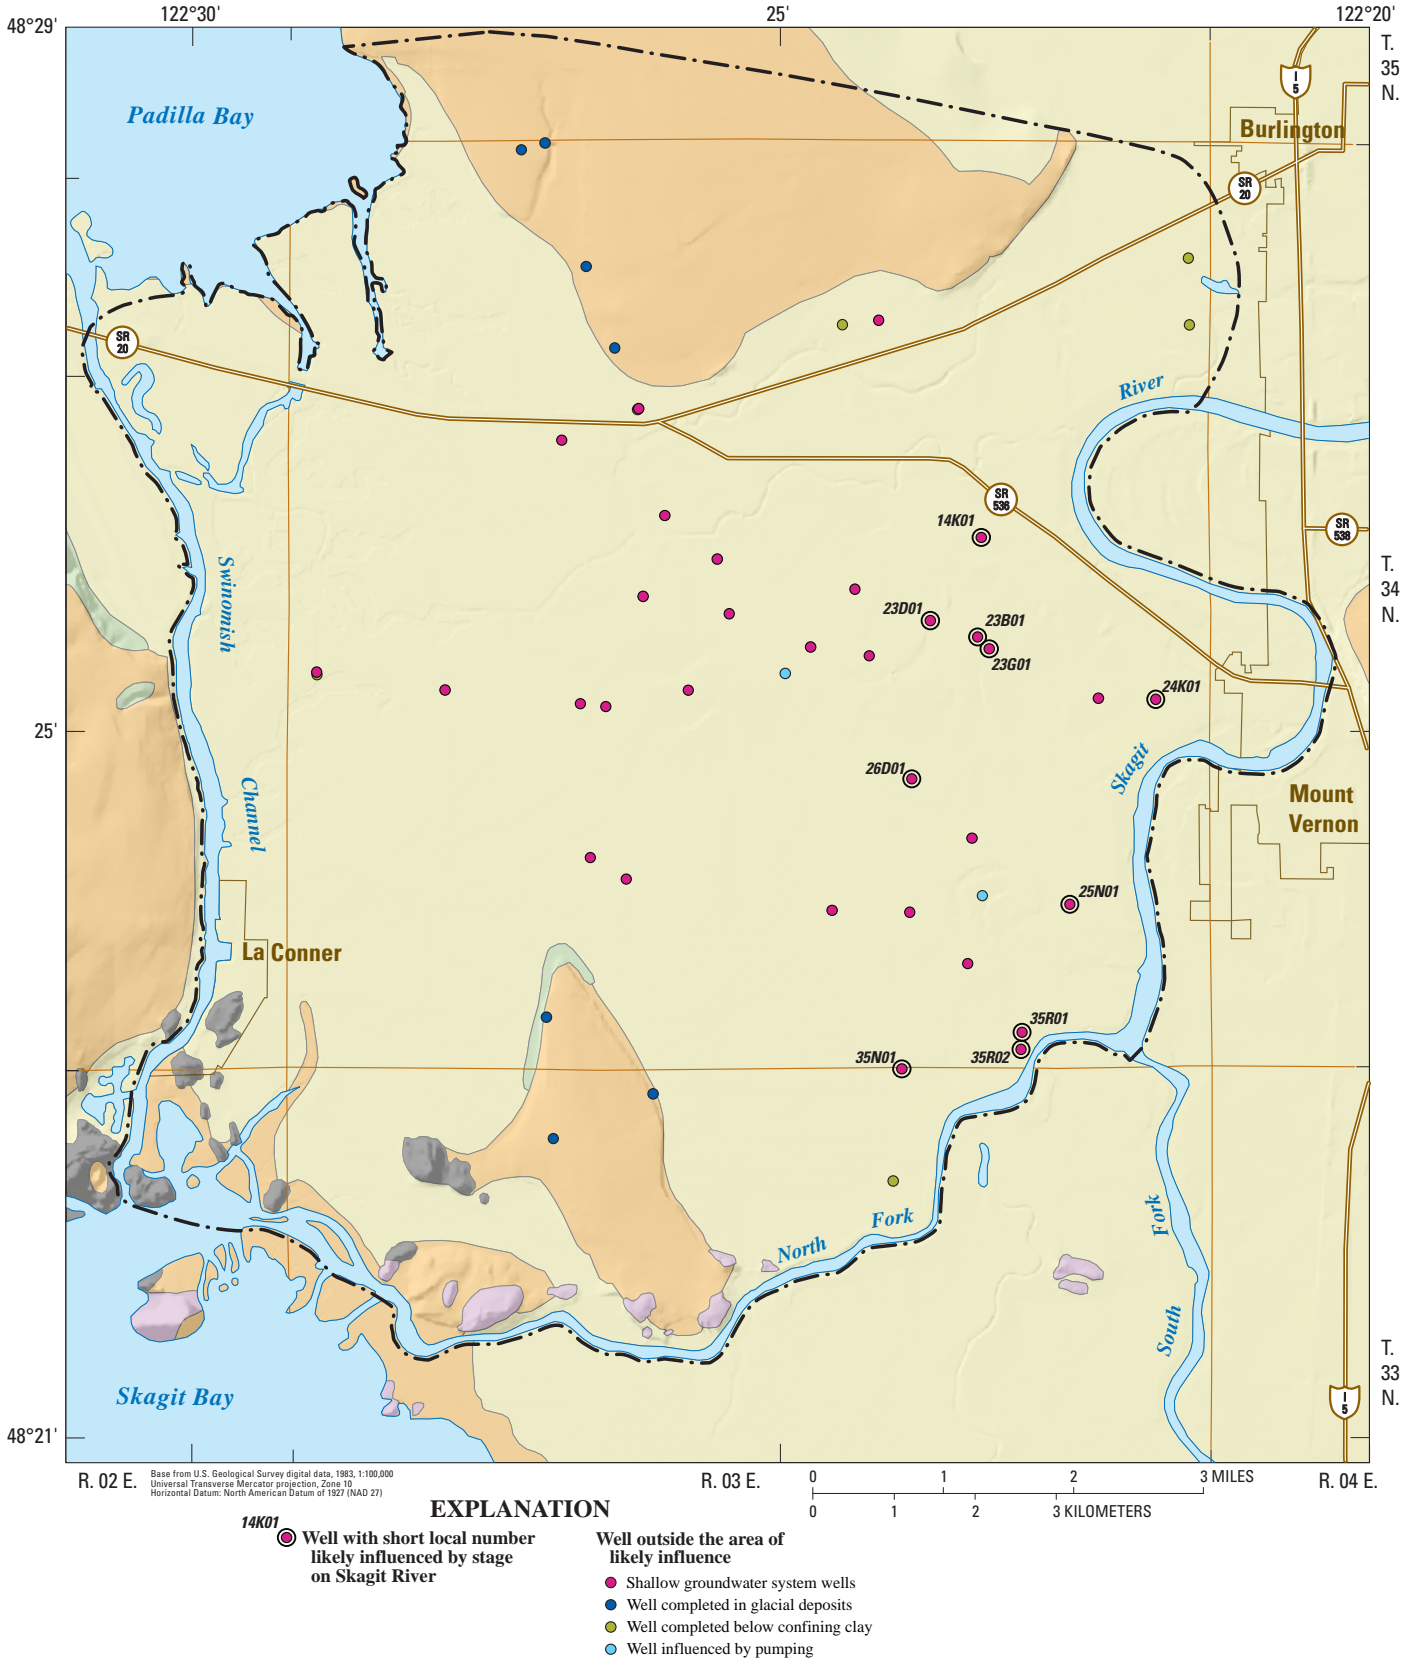 122°30'
25'
122°20'
48°29'
T.
35
N.
I
5
Padilla Bay
Burlington
SR
20
SR
20
River
SR
536
14K01
SR
538
T.
34
N.
Swinomish
23D01
23B01
23G01
24K01
25'
Skagit
26D01
Channel
Mount
Vernon
25N01
La Conner
35R01
35N01
35R02
Fork
Fork
North
South
T.
33
N.
Skagit Bay
I
5
48°21'
R. 02 E.
Base from U.S. Geological Survey digital data, 1983, 1:100,000
Universal Transverse Mercator projection, Zone 10
Horizontal Datum: North American Datum of 1927 (NAD 27)
R. 03 E.
0 1 2 3 MILES
0 1 2 3 KILOMETERS
R. 04 E.
EXPLANATION
14K01
Well with short local number
likely influenced by stage
on Skagit River
Well outside the area of
likely influence
Shallow groundwater system wells
Well completed in glacial deposits
Well completed below confining clay
Well influenced by pumping